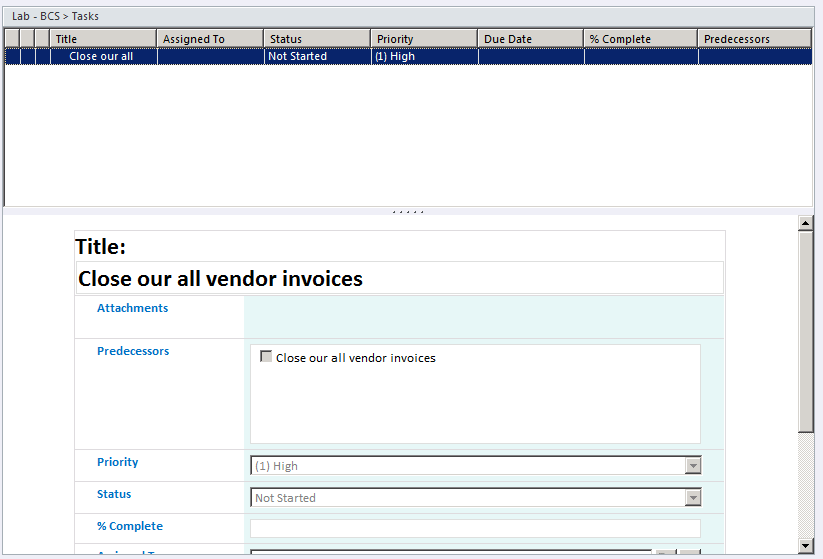 Lab - BCS > Tasks
Title Assigned To Status Priority Due Date % Complete Predecessors
Close our all Not Started (1) High
Title:
Close our all vendor invoices
Attachments
Predecessors
Close our all vendor invoices
Priority (1) High
Status Not Started
% Complete